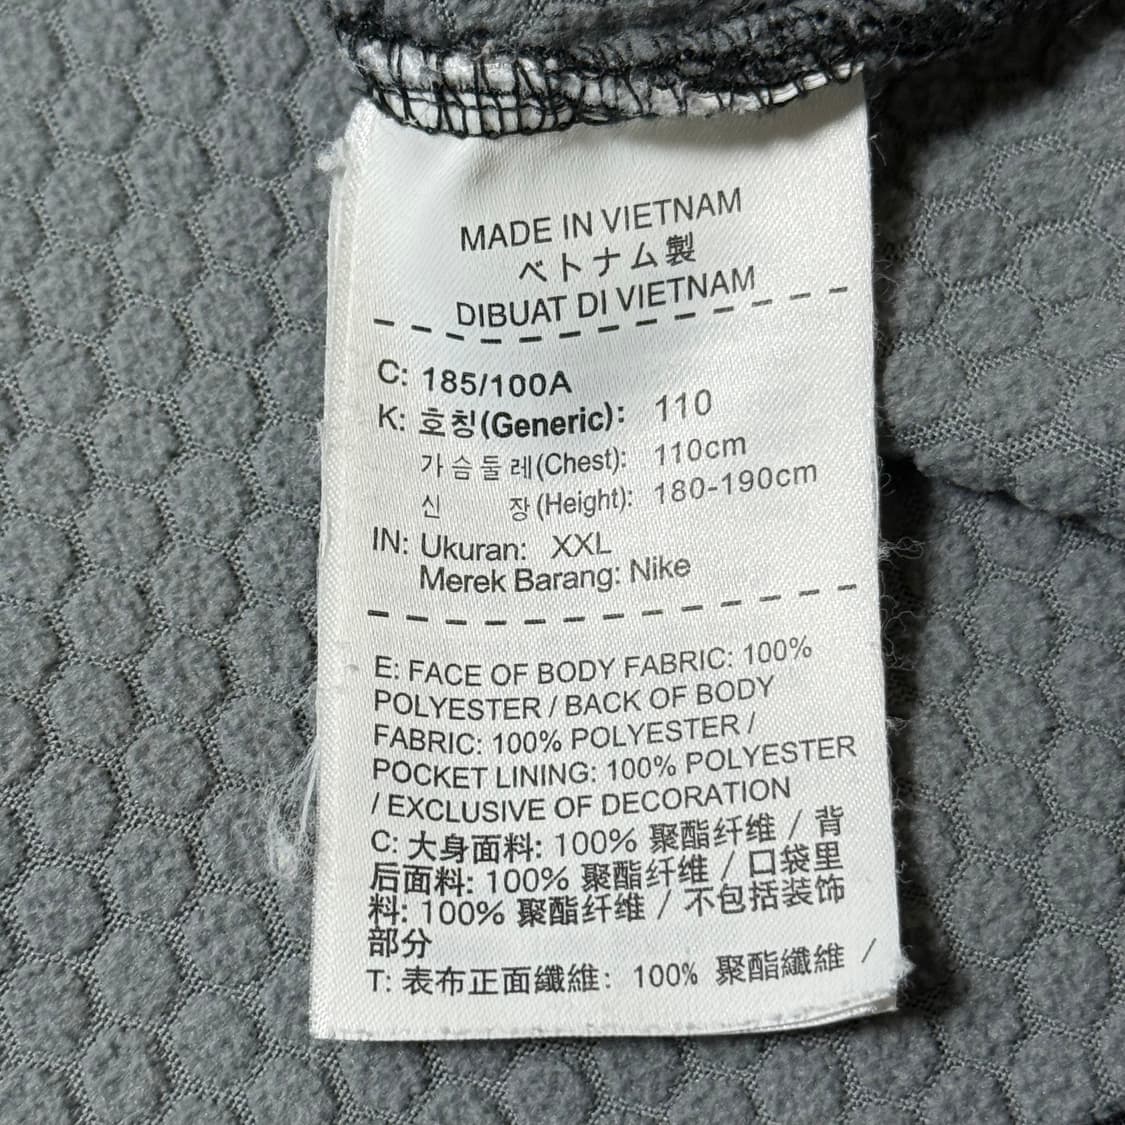 MADE IN VIETNAM
ベトナム製
DIBUAT DI VIETNAM
C: 185/100A
K: 호칭(Generic): 110
가슴둘레(Chest): 110cm
신 장(Height): 180-190cm
IN: Ukuran: XXL
Merek Barang: Nike
E: FACE OF BODY FABRIC: 100%
POLYESTER / BACK OF BODY
FABRIC: 100% POLYESTER /
POCKET LINING: 100% POLYESTER
/ EXCLUSIVE OF DECORATION
C: 大身面料: 100% 聚酯纤维 / 背
后面料: 100% 聚酯纤维 / 口袋里
料: 100% 聚酯纤维 / 不包括装饰
部分
T: 表布正面纖維: 100% 聚酯纖維 /